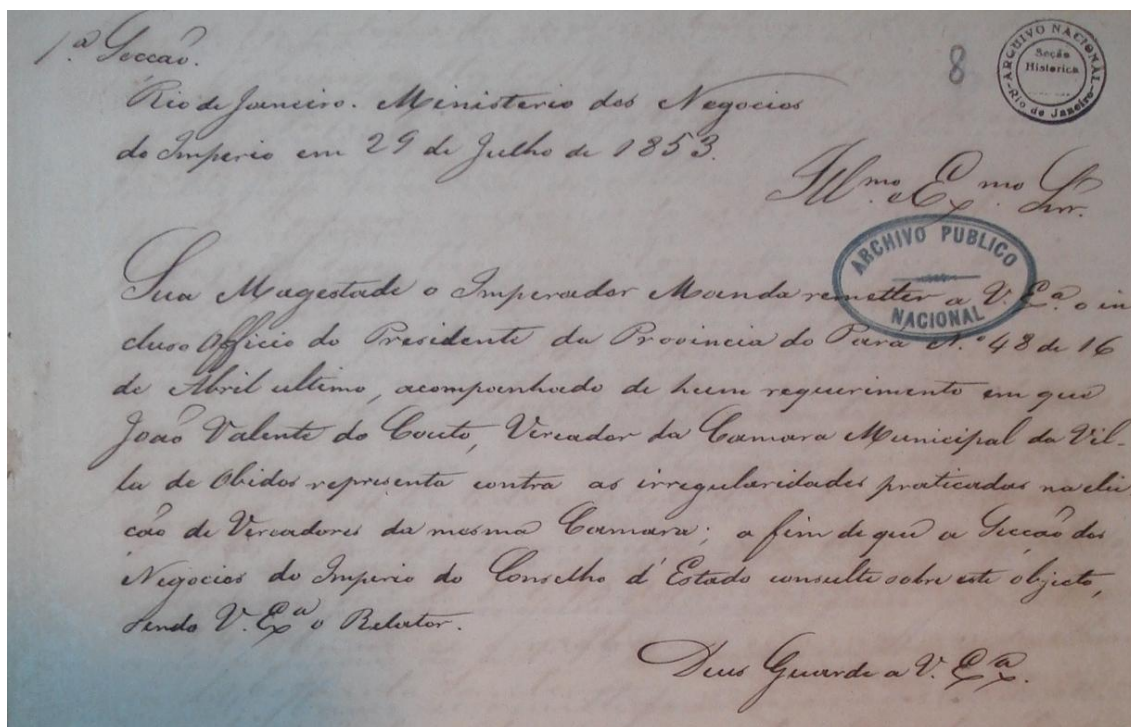 1.ª Secção.
8
ARCHIVO NACIONAL
Seção
Historica
Rio de Janeiro
Rio de Janeiro. Ministerio dos Negocios
do Imperio em 29 de Julho de 1853.
Ill.mo e Ex.mo Snr.
ARCHIVO PUBLICO
NACIONAL
Sua Magestade o Imperador Manda remetter a V. Ex.ª o in
cluso Officio do Presidente da Provincia do Pará N.º 48 de 16
de Abril ultimo, acompanhado de hum requerimento em que
João Valente do Couto, Vereador da Camara Municipal da Vil-
la de Obidos representa contra as irregularidades praticadas na elei
ção de Vereadores da mesma Camara; a fim de que a Secção dos
Negocios do Imperio do Conselho d'Estado consulte sobre este objecto,
sendo V. Ex.ª o Relator.
Deus Guarde a V. Ex.ª.